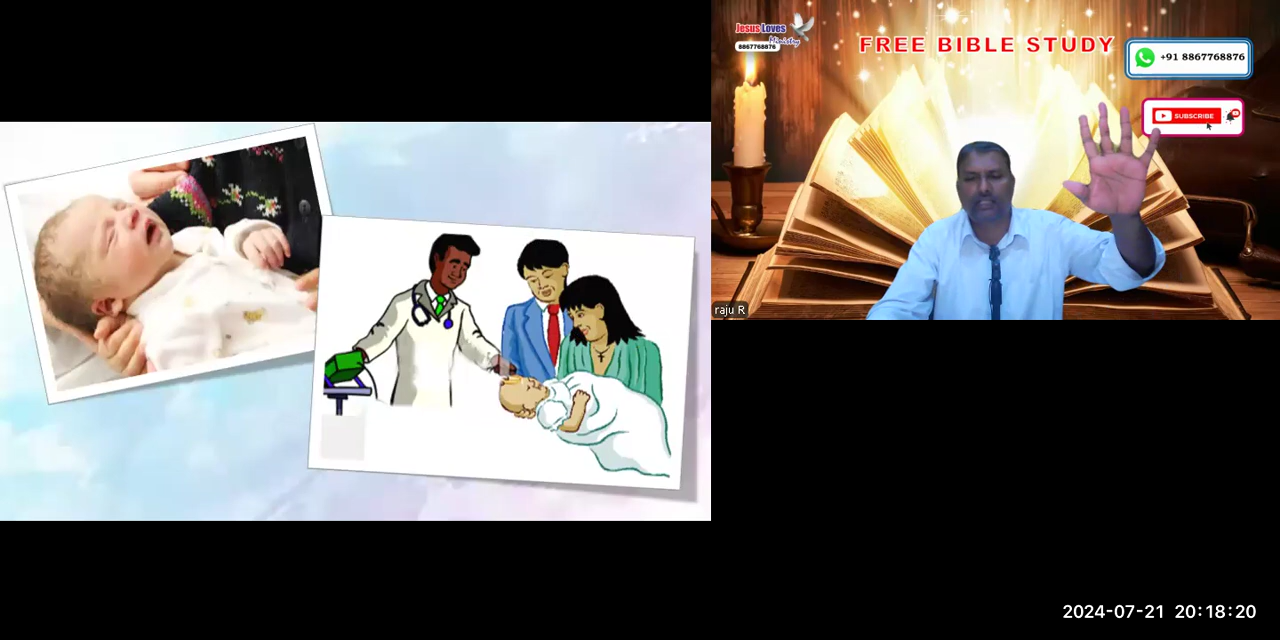 Jesus Loves
Ministry
8867768876
FREE BIBLE STUDY
+91 8867768876
SUBSCRIBE
raju R
2024-07-21 20:18:20